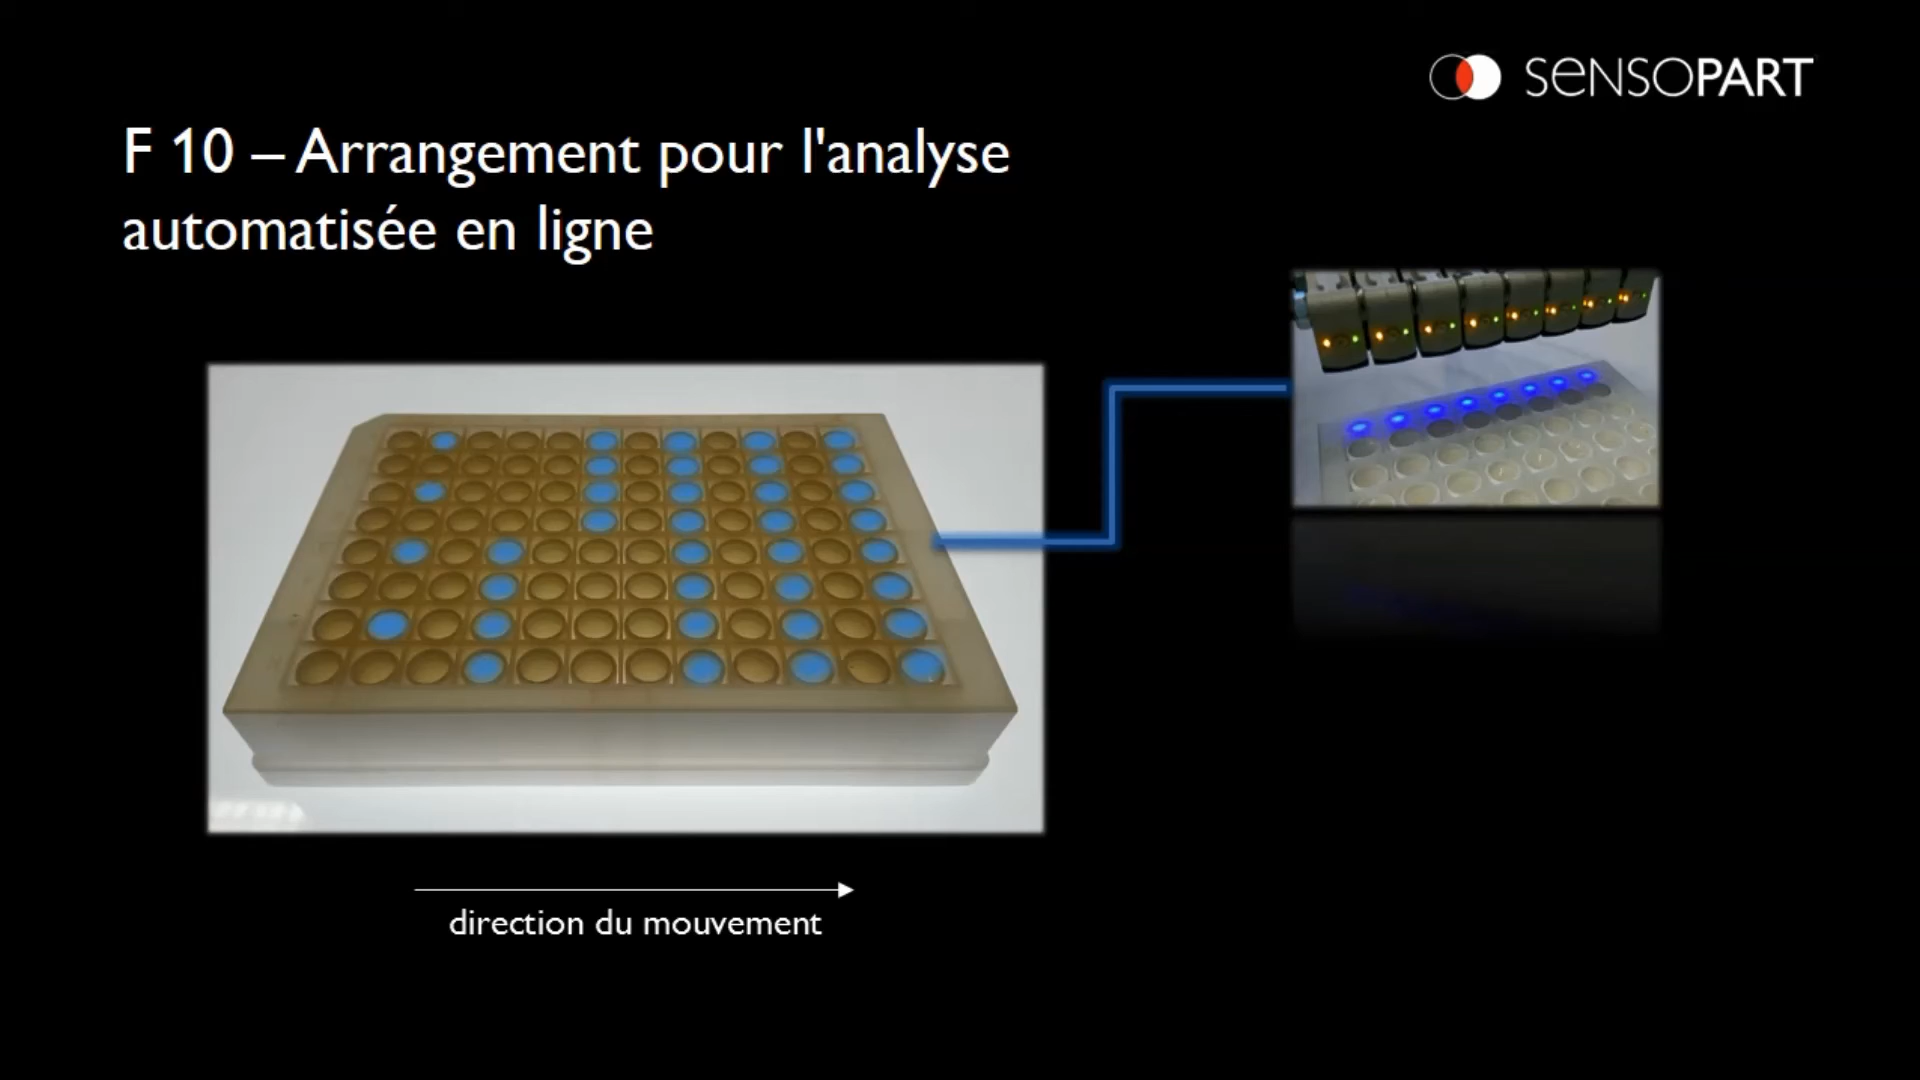 SENSOPART
F 10 – Arrangement pour l'analyse
automatisée en ligne
direction du mouvement